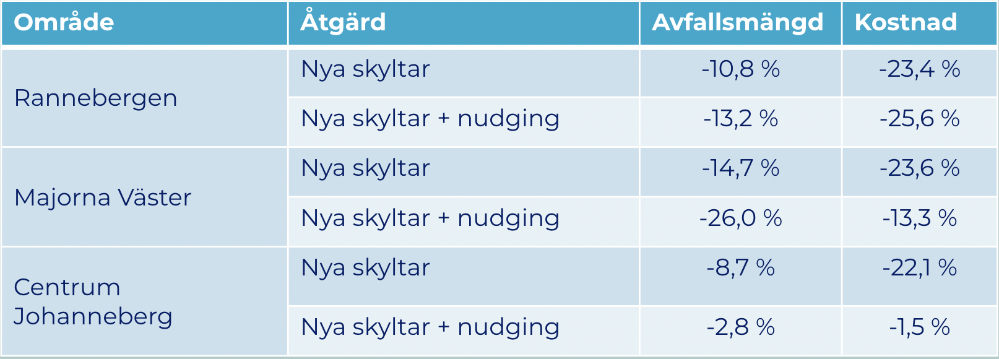 Område Åtgärd Avfallsmängd Kostnad
Rannebergen
Nya skyltar -10,8 % -23,4 %
Nya skyltar + nudging -13,2 % -25,6 %
Majorna Väster
Nya skyltar -14,7 % -23,6 %
Nya skyltar + nudging -26,0 % -13,3 %
Centrum
Johanneberg
Nya skyltar -8,7 % -22,1 %
Nya skyltar + nudging -2,8 % -1,5 %